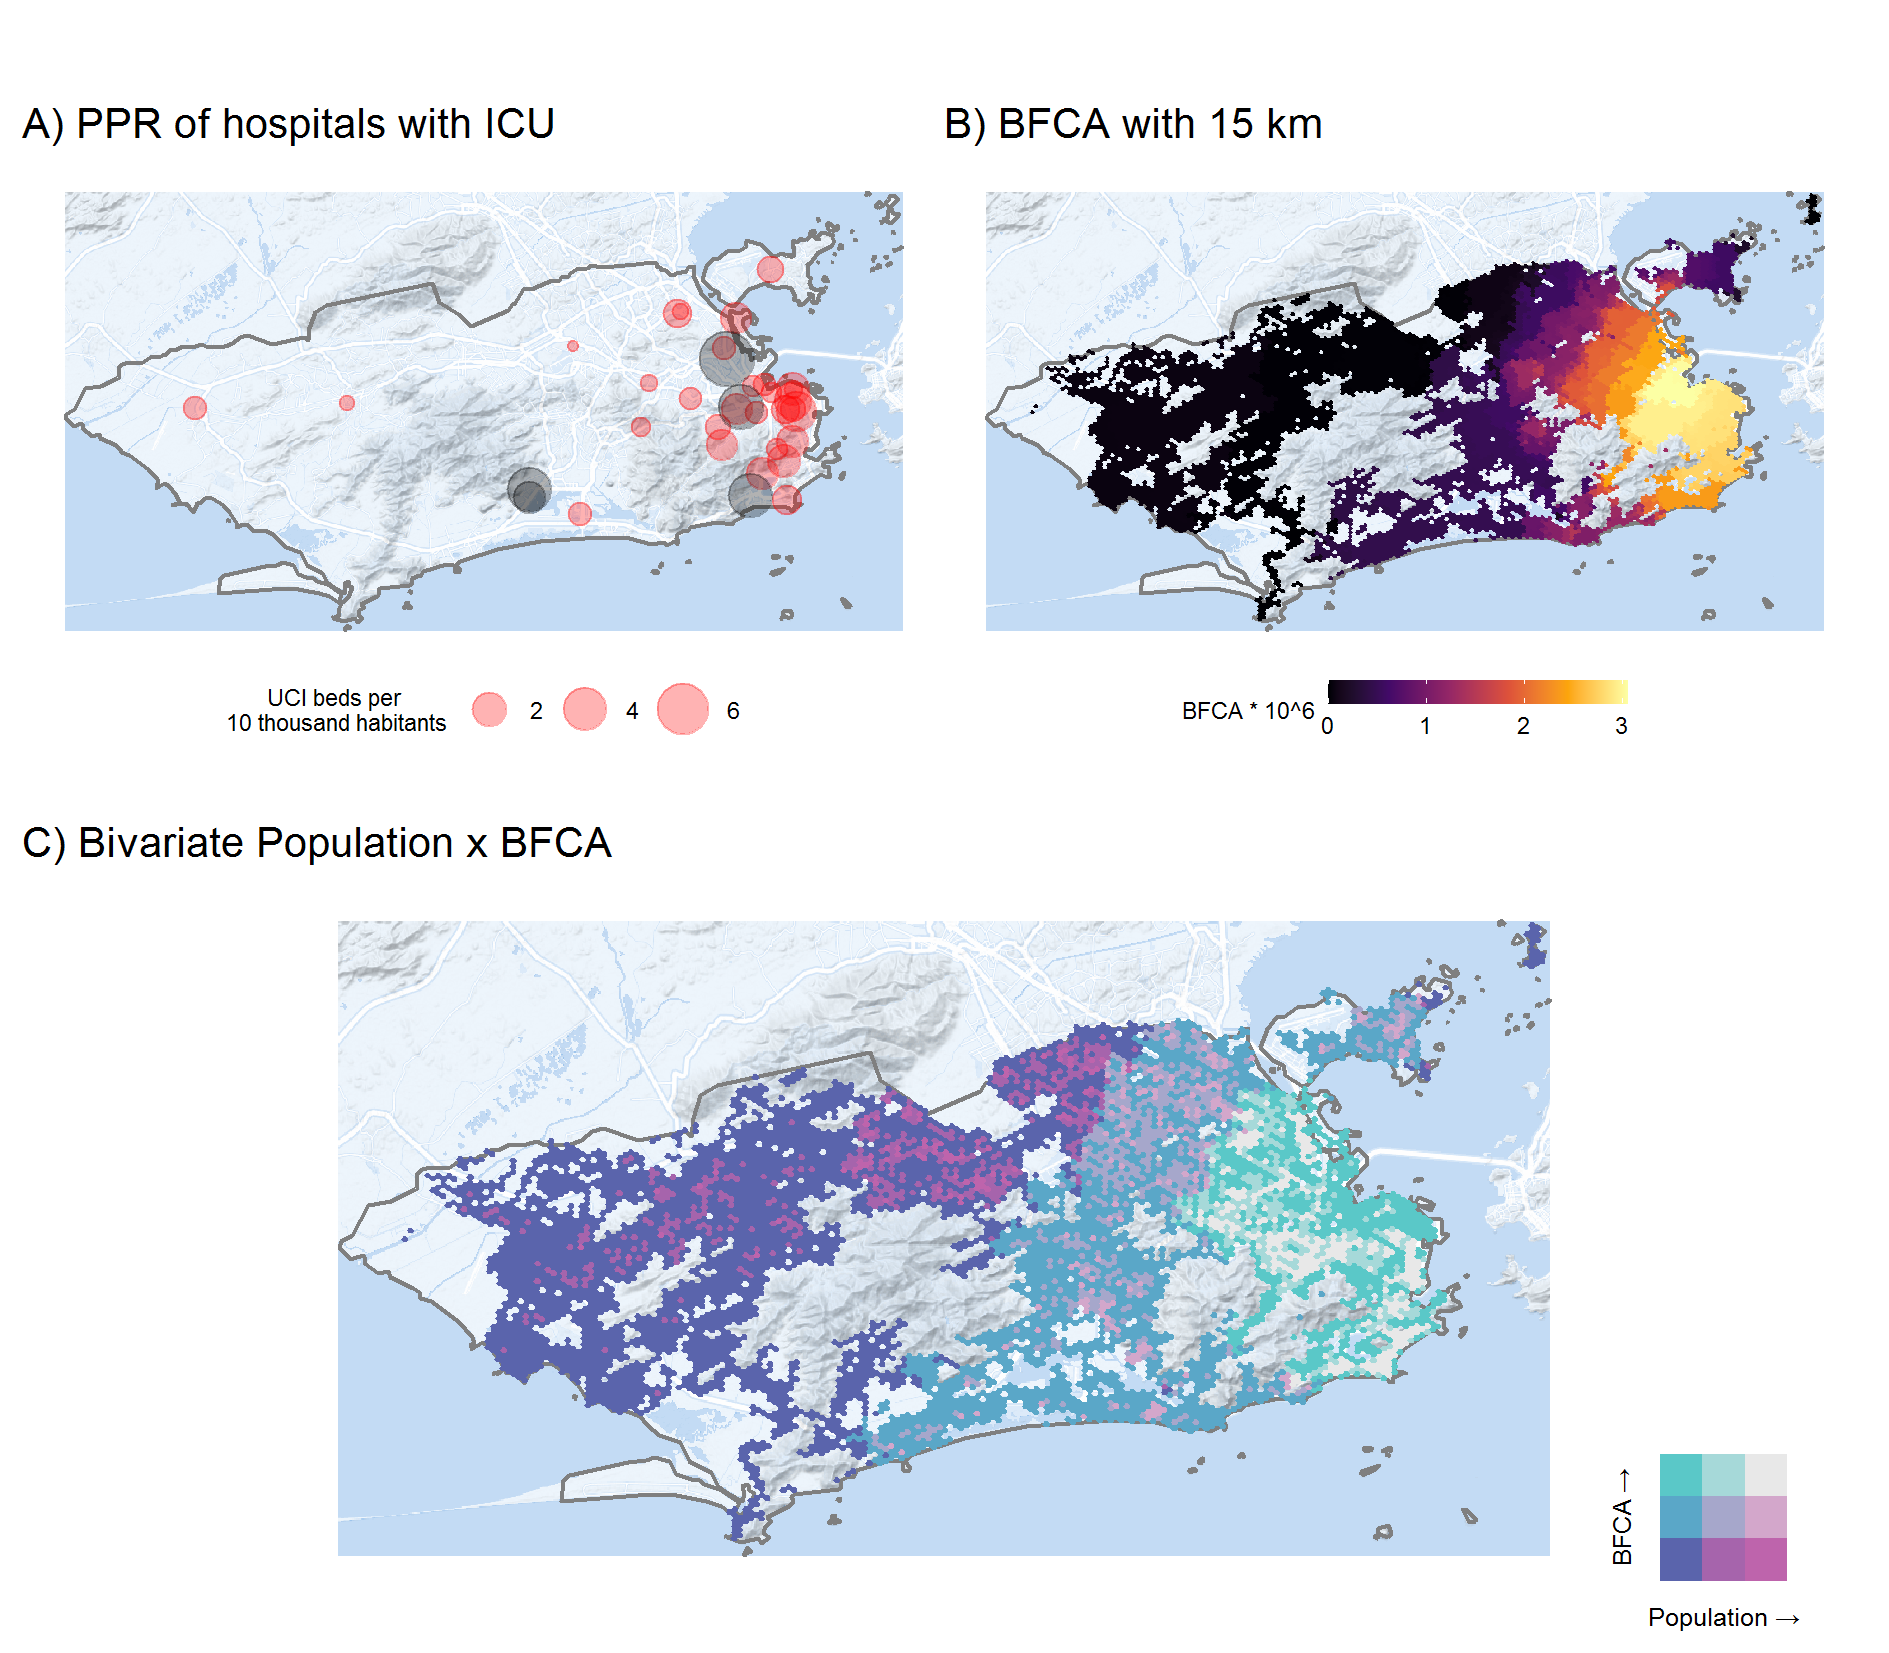 A) PPR of hospitals with ICU
B) BFCA with 15 km
UCI beds per
10 thousand habitants
2
4
6
BFCA * 10^6
0
1
2
3
C) Bivariate Population x BFCA
BFCA →
Population →